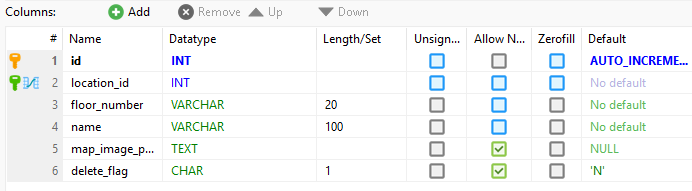 Columns: Add Remove Up Down
# Name Datatype Length/Set Unsign... Allow N... Zerofill Default
1 id INT AUTO_INCREME...
2 location_id INT No default
3 floor_number VARCHAR 20 No default
4 name VARCHAR 100 No default
5 map_image_p... TEXT NULL
6 delete_flag CHAR 1 'N'